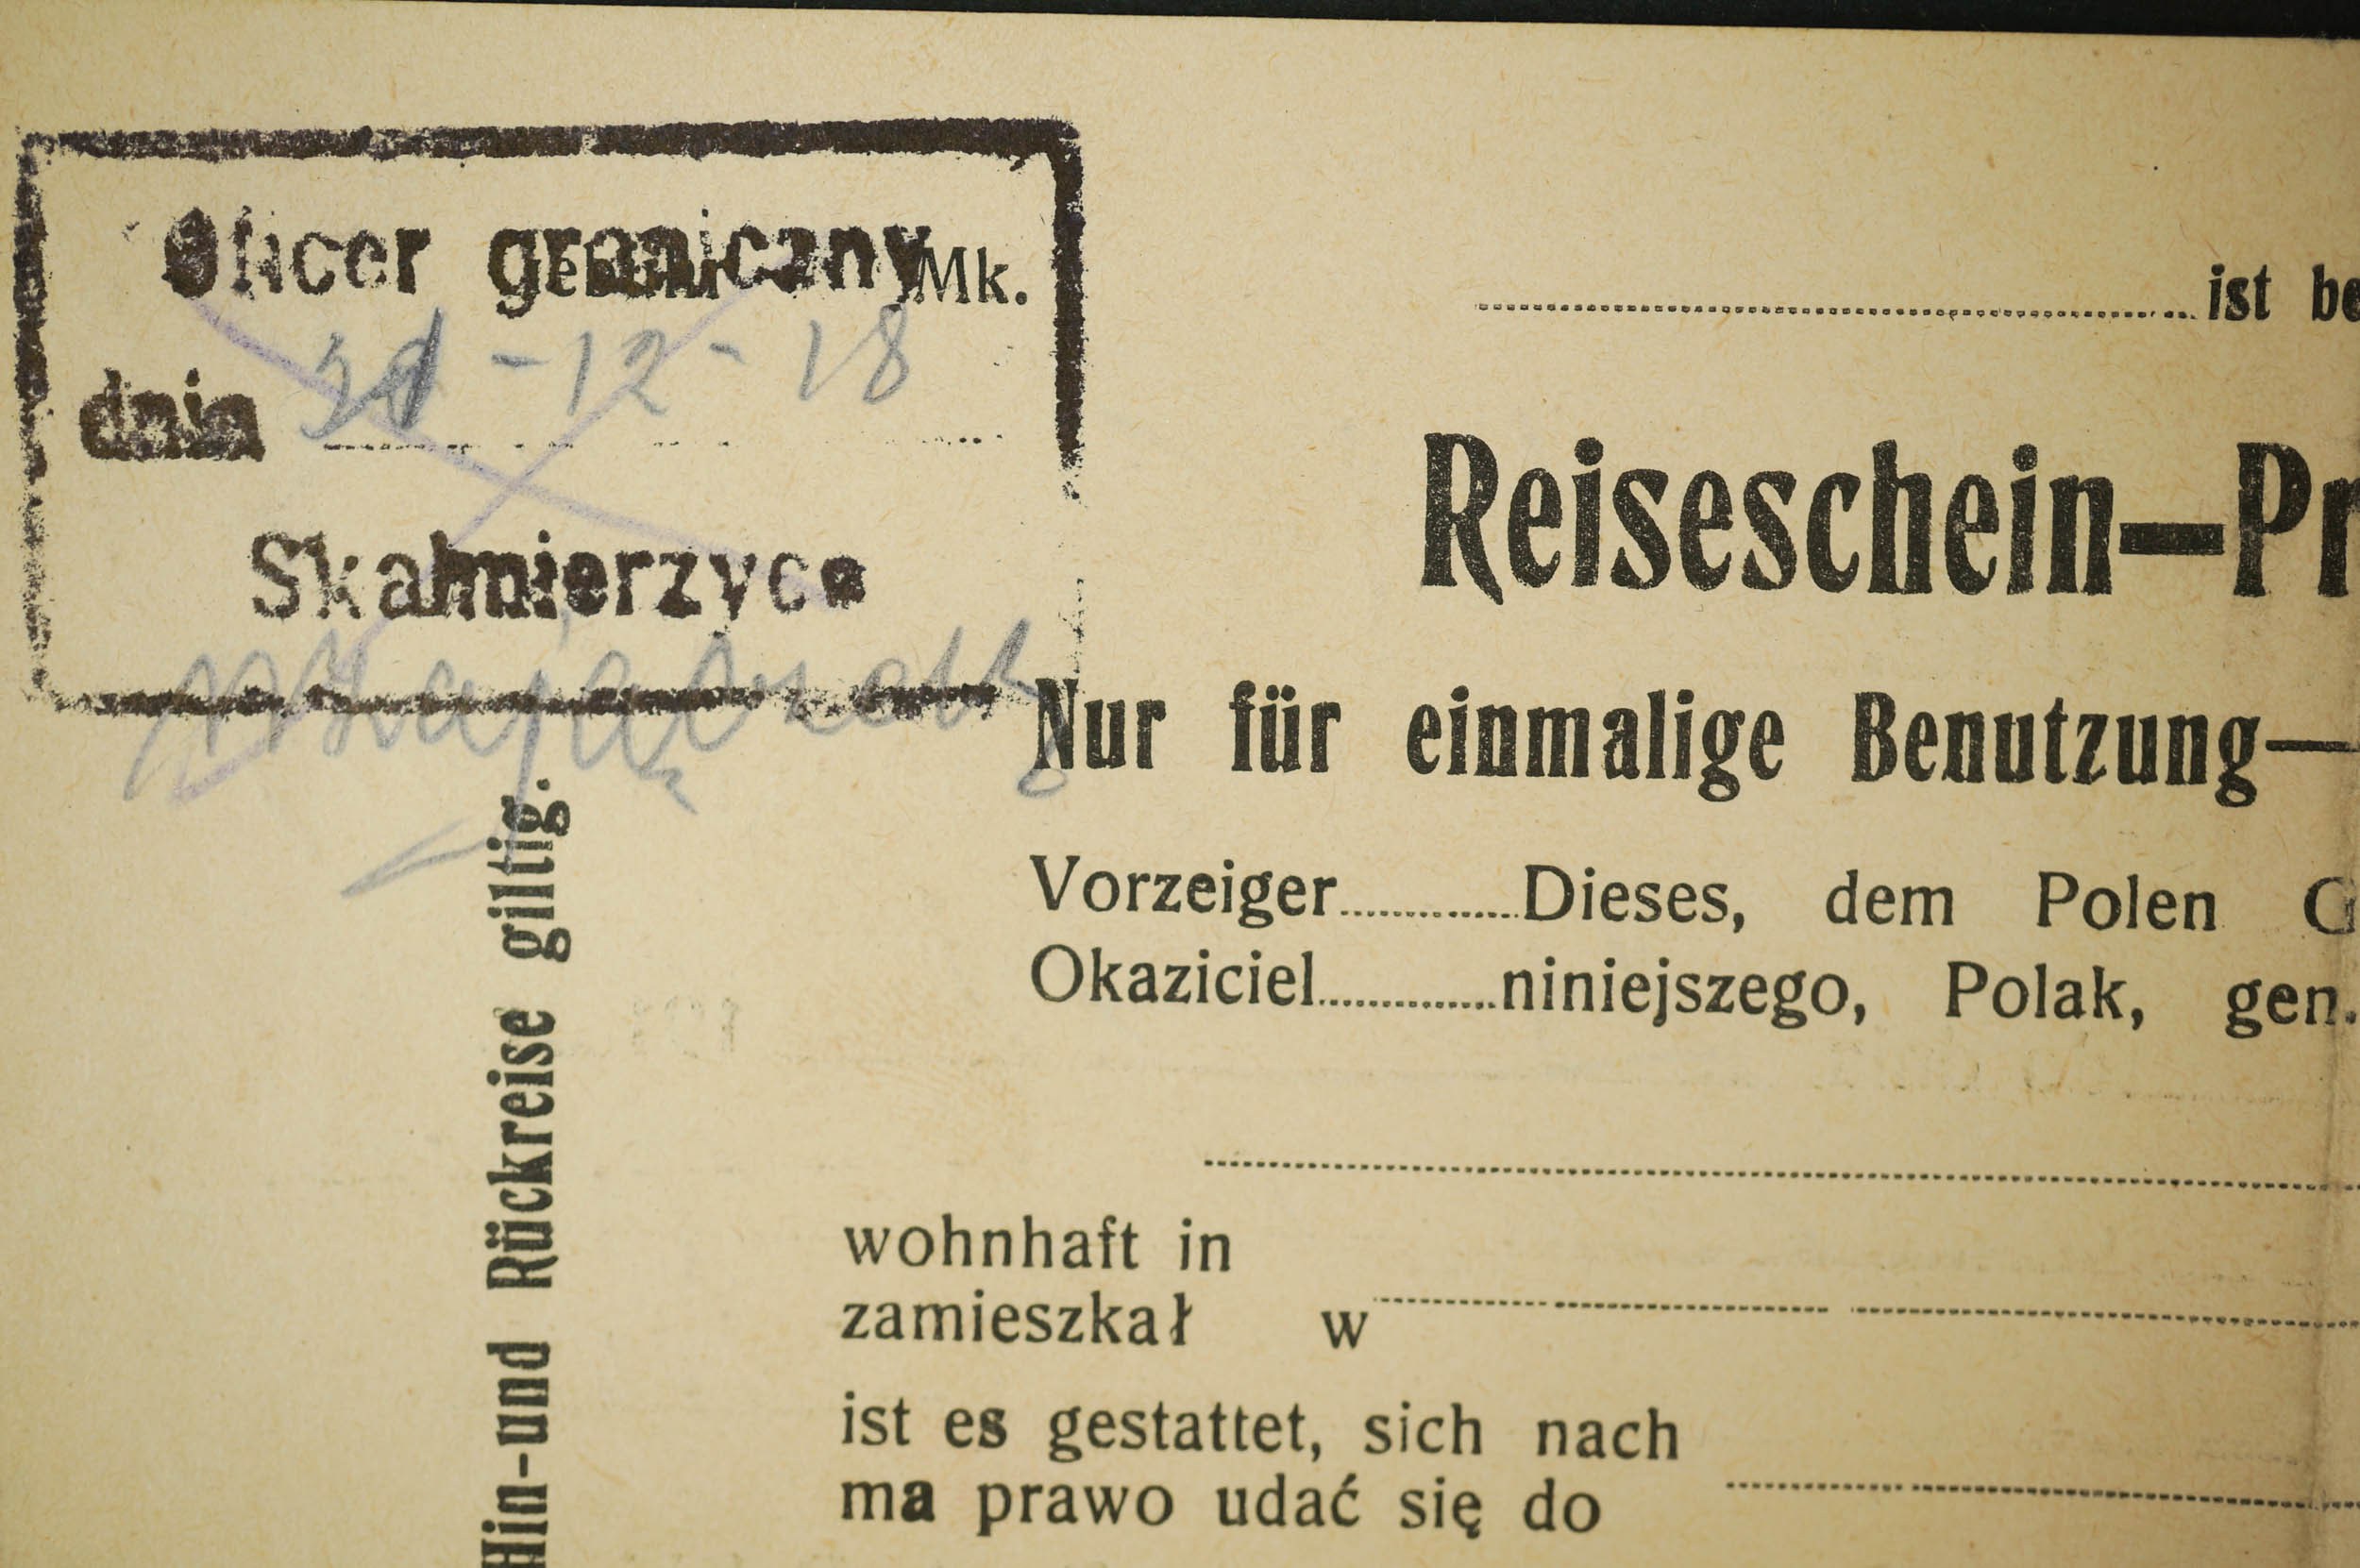 Oficer graniczny
Mk.
dnia -12-18
Skalmierzyce
ist be
Reiseschein—Pr
Nur für einmalige Benutzung—
Vorzeiger..............Dieses, dem Polen G
Okaziciel..............niniejszego, Polak, gen.
wohnhaft in
zamieszkał w
ist es gestattet, sich nach
ma prawo udać się do
Hin-und Rückreise giltig.